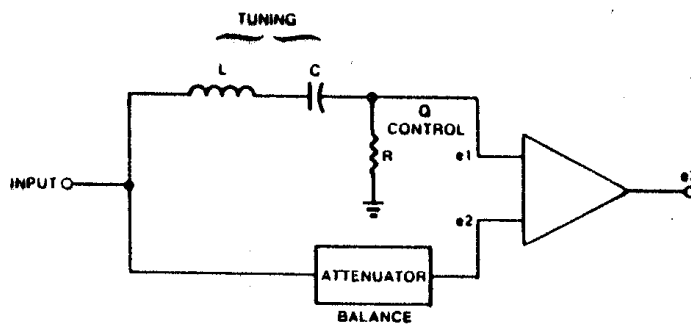 TUNING
L
C
Q
CONTROL
R
e1
INPUT
e2
ATTENUATOR
BALANCE